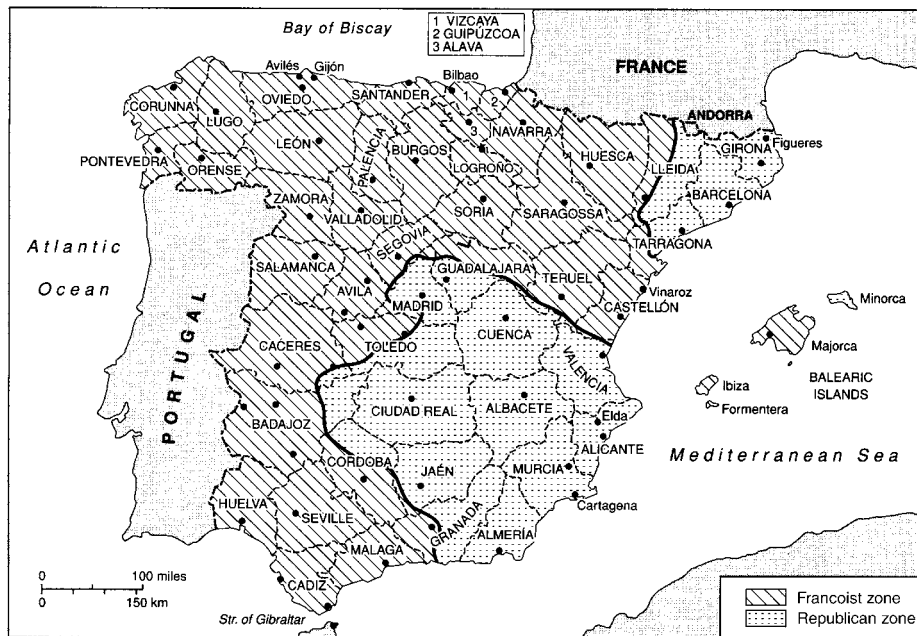 Bay of Biscay
1 VIZCAYA
2 GUIPÚZCOA
3 ALAVA
FRANCE
ANDORRA
Avilés
Gijón
Bilbao
CORUNNA
LUGO
OVIEDO
SANTANDER
1
2
3
NAVARRA
LEÓN
PALENCIA
BURGOS
LOGROÑO
HUESCA
LLEIDA
GIRONA
Figueres
BARCELONA
PONTEVEDRA
ORENSE
ZAMORA
VALLADOLID
SORIA
SARAGOSSA
TARRAGONA
Atlantic
Ocean
SEGOVIA
SALAMANCA
AVILA
GUADALAJARA
MADRID
TERUEL
Vinaroz
CASTELLÓN
Minorca
Majorca
BALEARIC
ISLANDS
Ibiza
Formentera
PORTUGAL
CACERES
TOLEDO
CUENCA
VALENCIA
CIUDAD REAL
ALBACETE
Elda
ALICANTE
Mediterranean Sea
BADAJOZ
CORDOBA
JAÉN
MURCIA
Cartagena
HUELVA
SEVILLE
GRANADA
ALMERÍA
MALAGA
CADIZ
0 100 miles
0 150 km
Str. of Gibraltar
Francoist zone
Republican zone